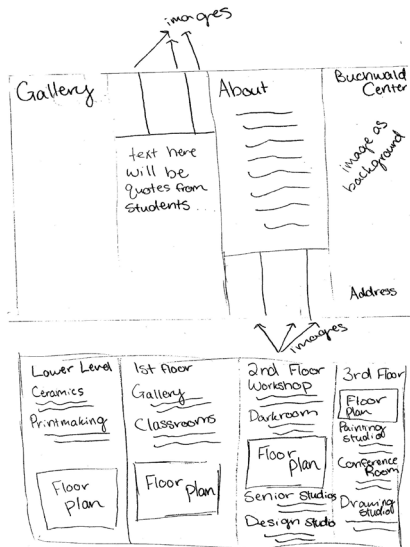 images
Gallery
text here
will be
quotes from
students...
About
Buchwald
Center
image as
background
Address
images
Lower Level
Ceramics
Printmaking
Floor
plan
1st floor
Gallery
Classrooms
Floor
plan
2nd Floor
Workshop
Darkroom
Floor
plan
Senior Studios
Design Studio
3rd Floor
Floor
Plan
Painting
Studio
Conference
Room
Drawing
Studio